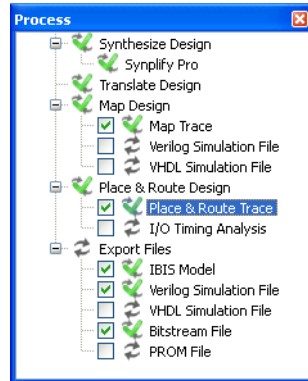 Process
Synthesize Design
Synplify Pro
Translate Design
Map Design
Map Trace
Verilog Simulation File
VHDL Simulation File
Place & Route Design
Place & Route Trace
I/O Timing Analysis
Export Files
IBIS Model
Verilog Simulation File
VHDL Simulation File
Bitstream File
PROM File